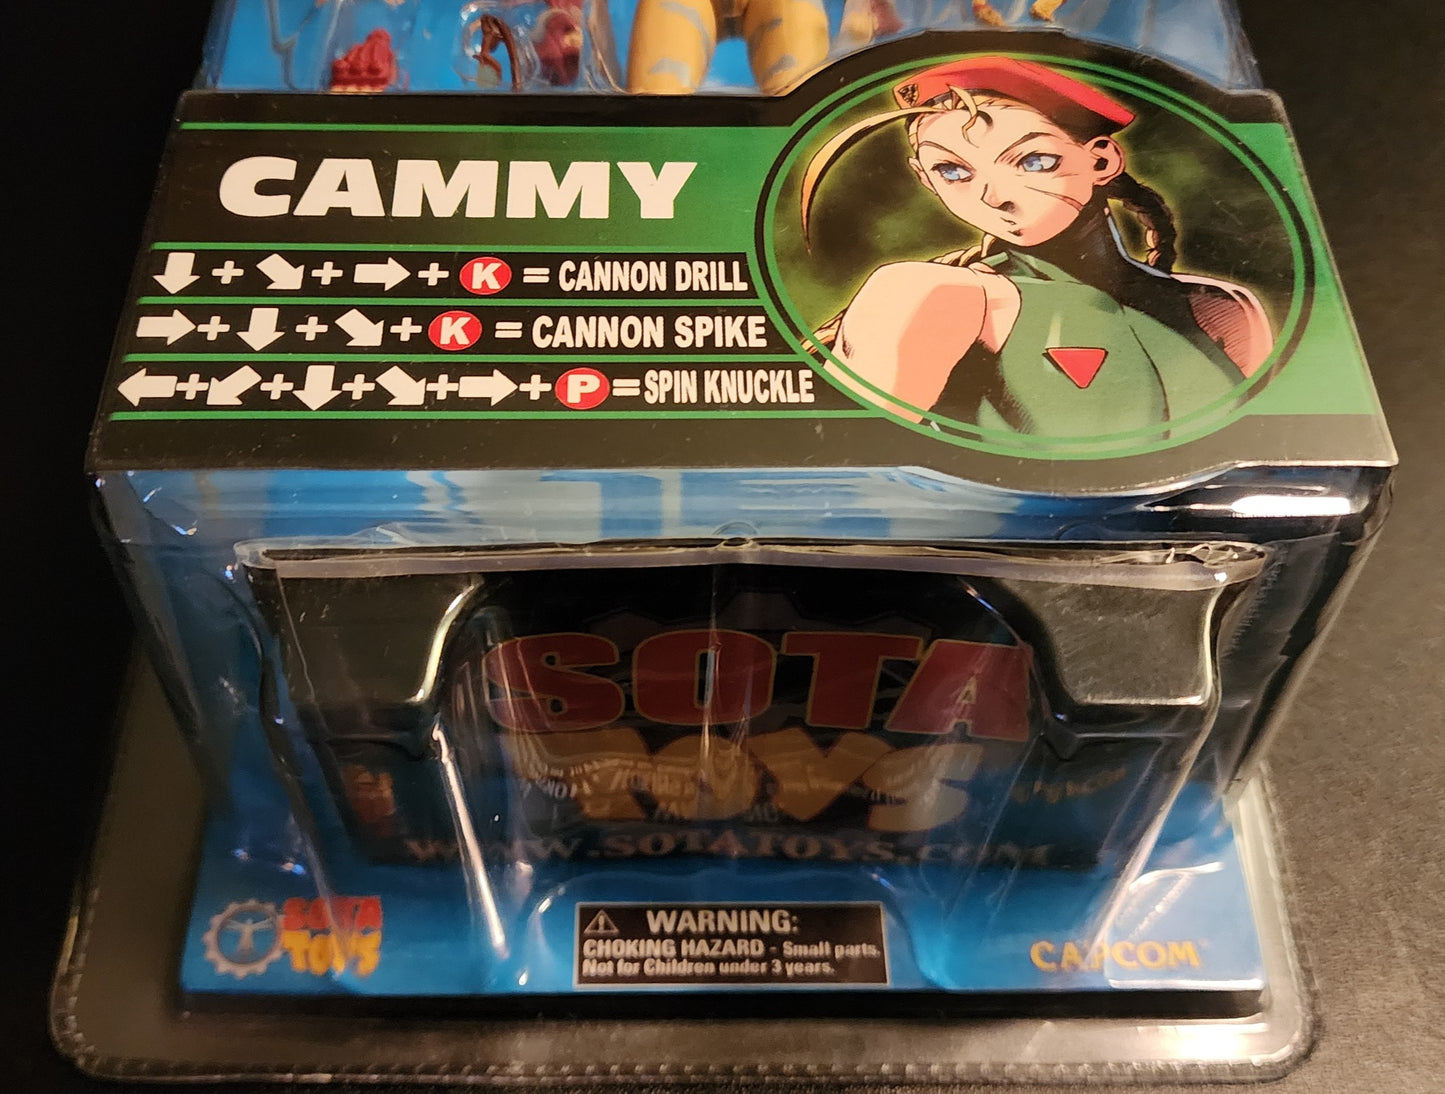 CAMMY
⬇ + ⬊ + ➡ + K = CANNON DRILL
➡ + ⬇ + ⬊ + K = CANNON SPIKE
⬅ + ⬋ + ⬇ + ⬊ + ➡ + P = SPIN KNUCKLE
SOTA
TOYS
WWW.SOTATOYS.COM
SOTA
TOYS
WARNING:
CHOKING HAZARD - Small parts.
Not for Children under 3 years.
CAPCOM